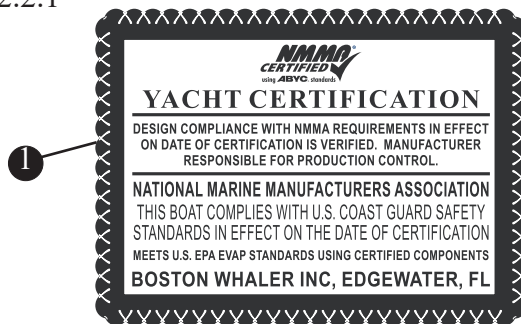 2.2.1
NMMA
CERTIFIED
using ABYC standards
YACHT CERTIFICATION
DESIGN COMPLIANCE WITH NMMA REQUIREMENTS IN EFFECT
ON DATE OF CERTIFICATION IS VERIFIED. MANUFACTURER
RESPONSIBLE FOR PRODUCTION CONTROL.
1
NATIONAL MARINE MANUFACTURERS ASSOCIATION
THIS BOAT COMPLIES WITH U.S. COAST GUARD SAFETY
STANDARDS IN EFFECT ON THE DATE OF CERTIFICATION
MEETS U.S. EPA EVAP STANDARDS USING CERTIFIED COMPONENTS
BOSTON WHALER INC, EDGEWATER, FL